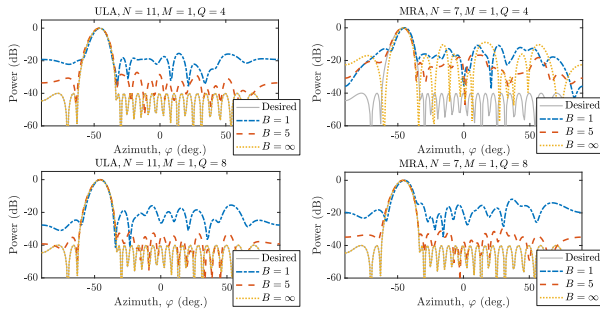 ULA, N = 11, M = 1, Q = 4
0
-20
-40
-60
Power (dB)
-50
0
50
Azimuth, φ (deg.)
Desired
B = 1
B = 5
B = ∞
MRA, N = 7, M = 1, Q = 4
0
-20
-40
-60
Power (dB)
-50
0
50
Azimuth, φ (deg.)
Desired
B = 1
B = 5
B = ∞
ULA, N = 11, M = 1, Q = 8
0
-20
-40
-60
Power (dB)
-50
0
50
Azimuth, φ (deg.)
Desired
B = 1
B = 5
B = ∞
MRA, N = 7, M = 1, Q = 8
0
-20
-40
-60
Power (dB)
-50
0
50
Azimuth, φ (deg.)
Desired
B = 1
B = 5
B = ∞